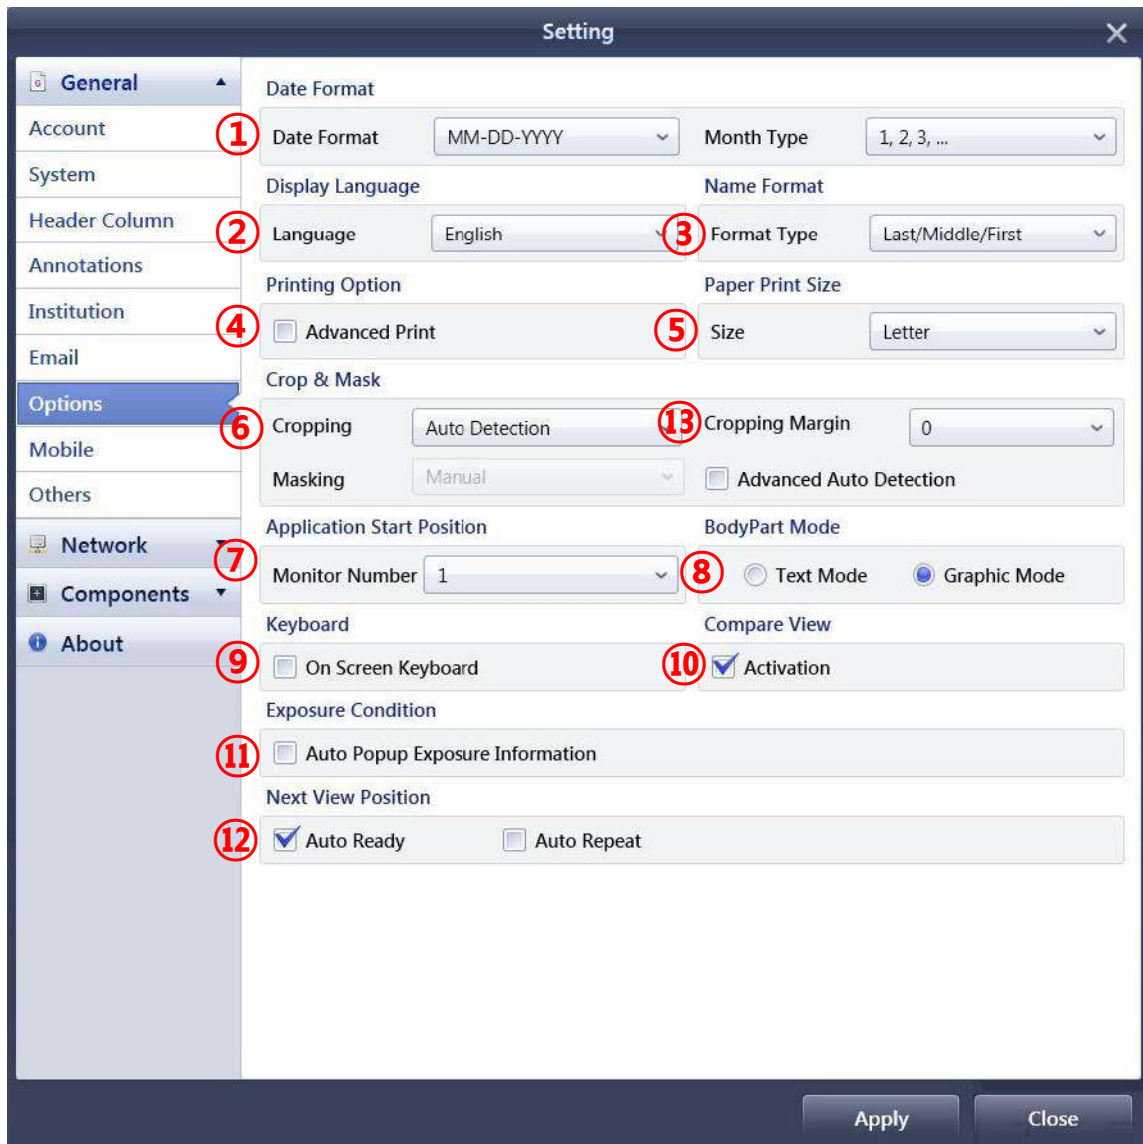 Setting
General
Account
System
Header Column
Annotations
Institution
Email
Options
Mobile
Others
Network
Components
About
Date Format
① Date Format MM-DD-YYYY Month Type 1, 2, 3, ...
Display Language Name Format
② Language English ③ Format Type Last/Middle/First
Printing Option Paper Print Size
④ Advanced Print ⑤ Size Letter
Crop & Mask
⑥ Cropping Auto Detection ⑬ Cropping Margin 0
Masking Manual Advanced Auto Detection
Application Start Position BodyPart Mode
⑦ Monitor Number 1 ⑧ Text Mode Graphic Mode
Keyboard Compare View
⑨ On Screen Keyboard ⑩ Activation
Exposure Condition
⑪ Auto Popup Exposure Information
Next View Position
⑫ Auto Ready Auto Repeat
Apply Close